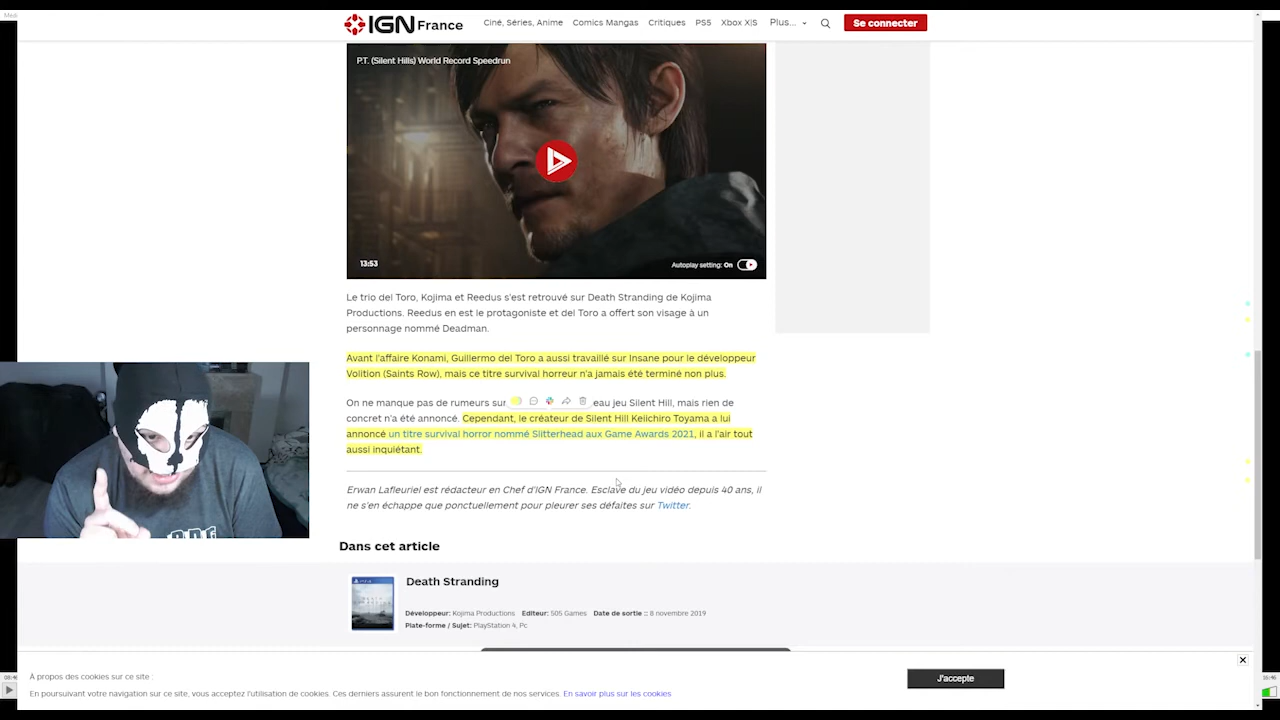 IGN France
Ciné, Séries, Anime Comics Mangas Critiques PS5 Xbox X|S Plus...
Se connecter
P.T. (Silent Hills) World Record Speedrun
13:53
Autoplay setting: On
Le trio del Toro, Kojima et Reedus s'est retrouvé sur Death Stranding de Kojima
Productions. Reedus en est le protagoniste et del Toro a offert son visage à un
personnage nommé Deadman.
Avant l'affaire Konami, Guillermo del Toro a aussi travaillé sur Insane pour le développeur
Volition (Saints Row), mais ce titre survival horreur n'a jamais été terminé non plus.
On ne manque pas de rumeurs sur eau jeu Silent Hill, mais rien de
concret n'a été annoncé. Cependant, le créateur de Silent Hill Keiichiro Toyama a lui
annoncé un titre survival horror nommé Slitterhead aux Game Awards 2021, il a l'air tout
aussi inquiétant.
Erwan Lafleuriel est rédacteur en Chef d'IGN France. Esclave du jeu vidéo depuis 40 ans, il
ne s'en échappe que ponctuellement pour pleurer ses défaites sur Twitter.
Dans cet article
Death Stranding
Développeur: Kojima Productions Editeur: 505 Games Date de sortie :: 8 novembre 2019
Plate-forme / Sujet: PlayStation 4, Pc
À propos des cookies sur ce site :
En poursuivant votre navigation sur ce site, vous acceptez l'utilisation de cookies. Ces derniers assurent le bon fonctionnement de nos services. En savoir plus sur les cookies
J'accepte
16:46